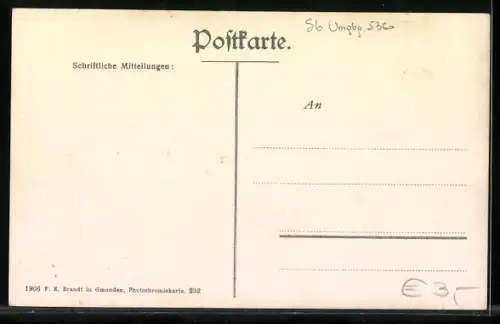 Sb Umgbg. 5360
Postkarte.
Schriftliche Mitteilungen:
An
1906 F. E. Brandt in Gmunden, Photochromiekarte. 292
€ 3,-